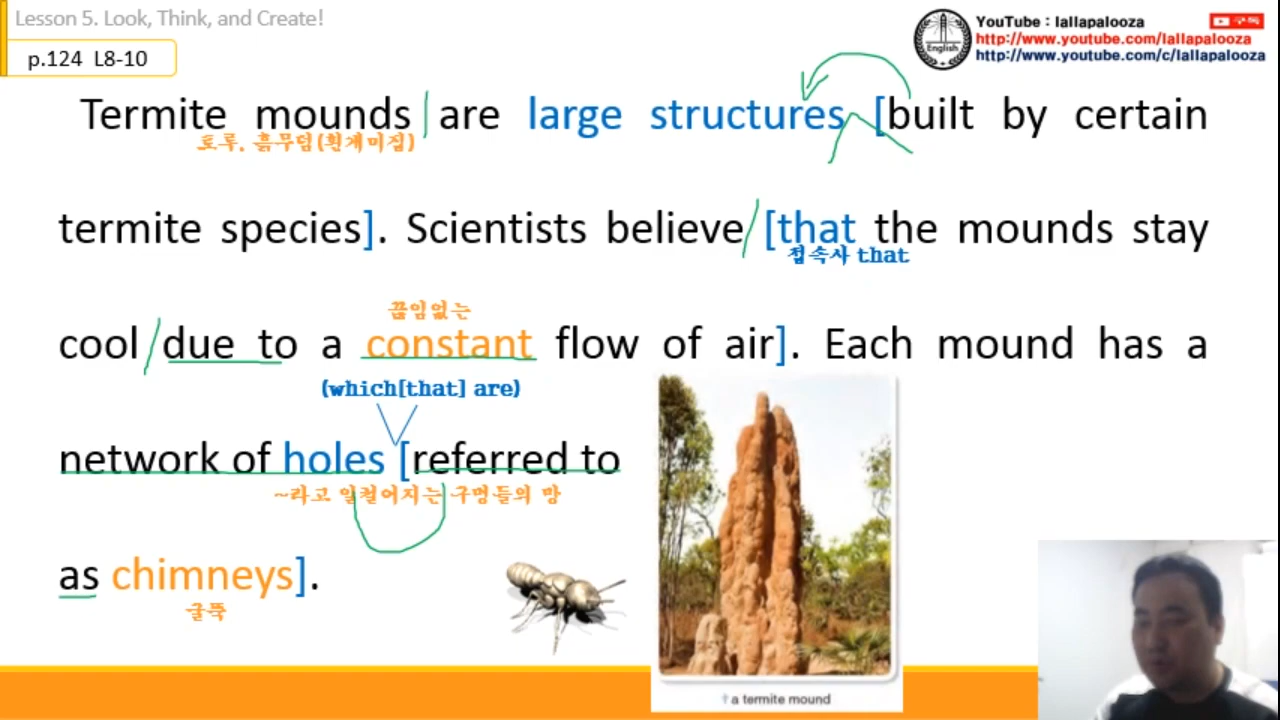 Lesson 5. Look, Think, and Create!
p.124 L8-10
YouTube : lallapalooza
구독
http://www.youtube.com/lallapalooza
http://www.youtube.com/c/lallapalooza
English
Termite mounds are large structures [built by certain
토루, 흙무덤(흰개미집)
termite species]. Scientists believe [that the mounds stay
접속사 that
끊임없는
cool due to a constant flow of air]. Each mound has a
(which[that] are)
network of holes [referred to
~라고 일컬어지는 구멍들의 망
as chimneys].
굴뚝
↑ a termite mound